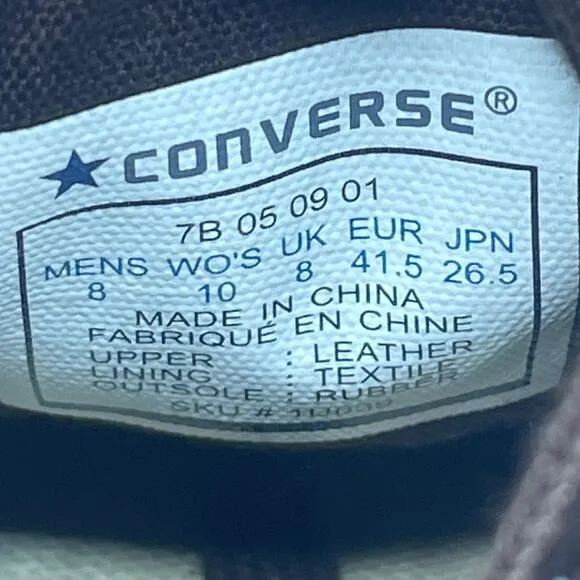 CONVERSE®
7B 05 09 01
MENS WO'S UK EUR JPN
8 10 8 41.5 26.5
MADE IN CHINA
FABRIQUÉ EN CHINE
UPPER : LEATHER
LINING : TEXTILE
OUTSOLE : RUBBER
SKU #